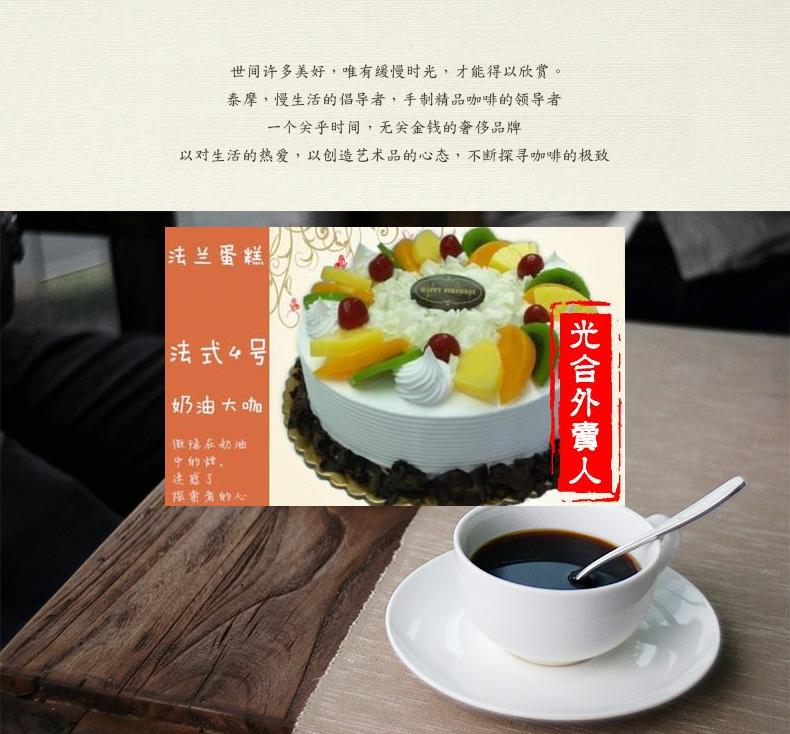 世间许多美好，唯有缓慢时光，才能得以欣赏。
泰摩，慢生活的倡导者，手制精品咖啡的领导者
一个关乎时间，无关金钱的奢侈品牌
以对生活的热爱，以创造艺术品的心态，不断探寻咖啡的极致
法兰蛋糕
法式4号
奶油大咖
微隐在奶油
中的甜，
迷惑了
探索者的心
HAPPY BIRTHDAY
光合外賣人